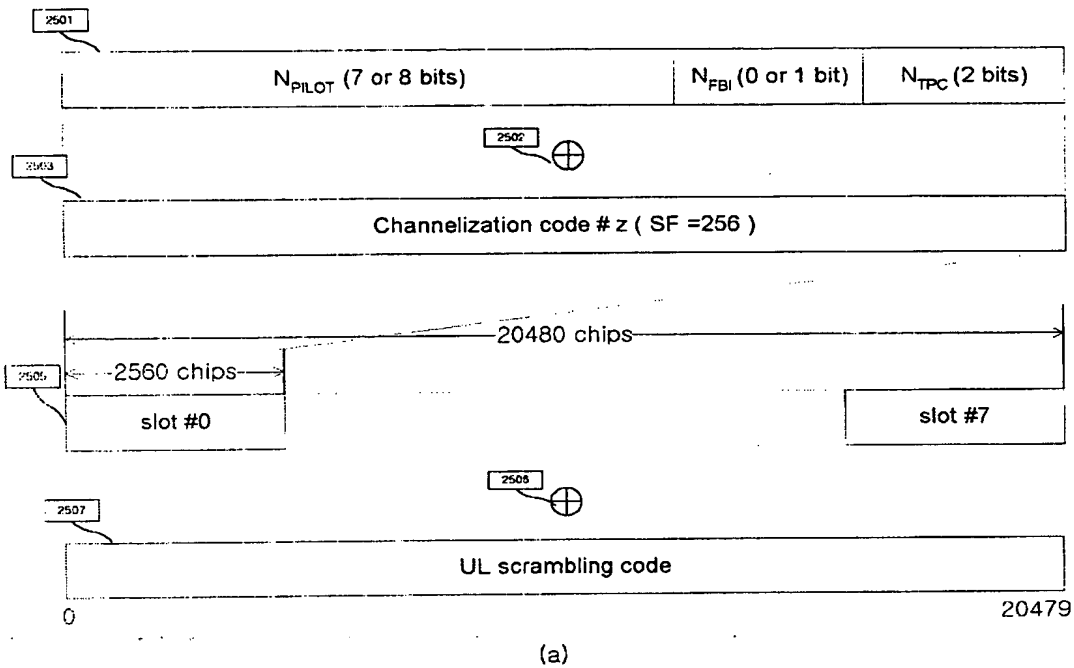 2501
N_PILOT (7 or 8 bits) N_FBI (0 or 1 bit) N_TPC (2 bits)
2502
2503
Channelization code # z ( SF =256 )
20480 chips
2560 chips
2505
slot #0 slot #7
2506
2507
UL scrambling code
0 20479
(a)